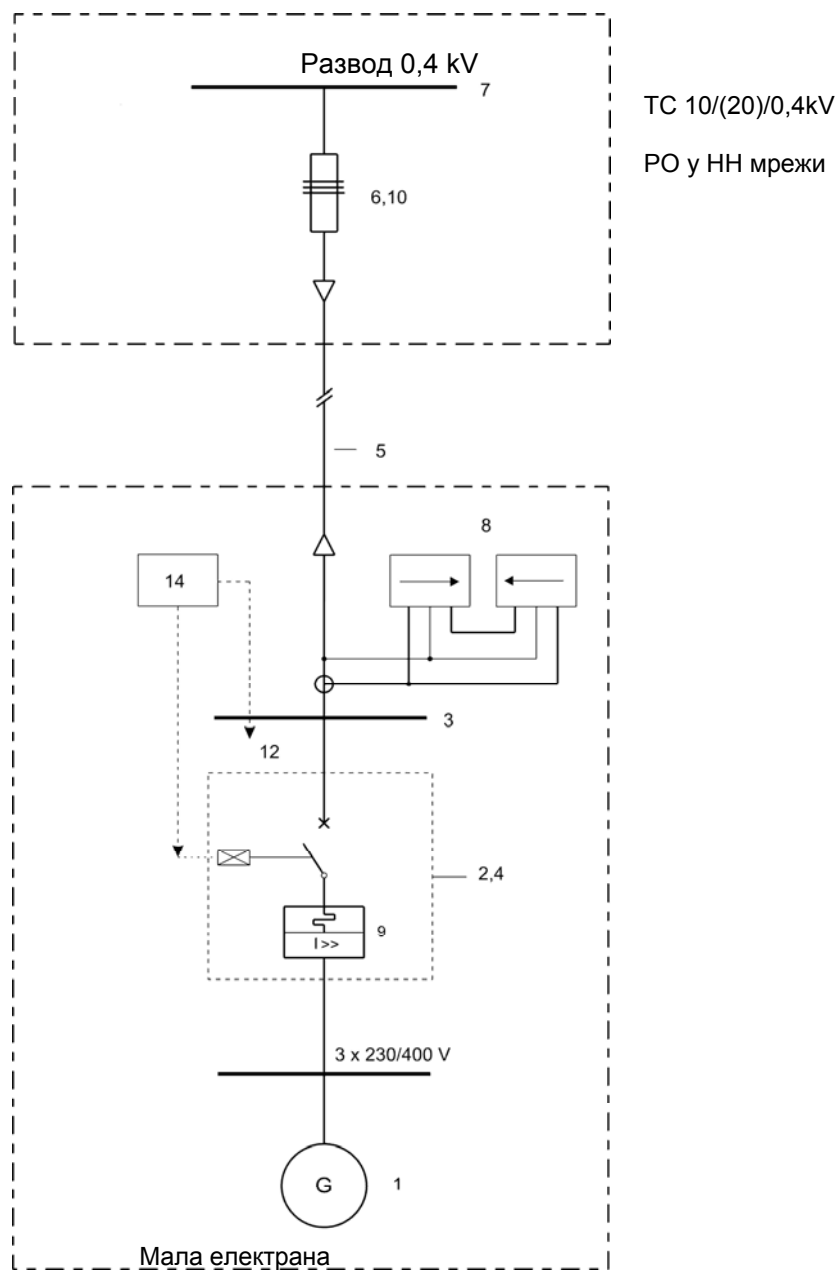 Развод 0,4 kV
7
ТС 10/(20)/0,4kV
РО у НН мрежи
6,10
5
8
14
3
12
2,4
9
I>>
3 x 230/400 V
G
1
Мала електрана